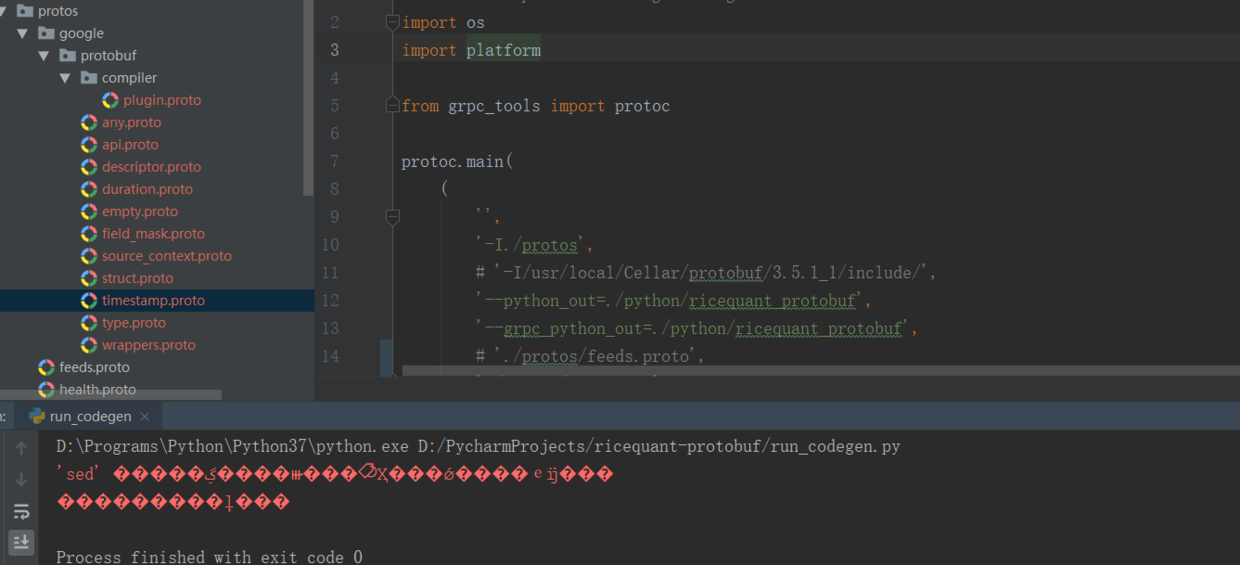 protos
google
protobuf
compiler
plugin.proto
any.proto
api.proto
descriptor.proto
duration.proto
empty.proto
field_mask.proto
source_context.proto
struct.proto
timestamp.proto
type.proto
wrappers.proto
feeds.proto
health.proto
2 import os
3 import platform
4
5 from grpc_tools import protoc
6
7 protoc.main(
8 (
9 '',
10 '-I./protos',
11 # '-I/usr/local/Cellar/protobuf/3.5.1_1/include/',
12 '--python_out=./python/ricequant_protobuf',
13 '--grpc_python_out=./python/ricequant_protobuf',
14 # './protos/feeds.proto',
run_codegen
D:\Programs\Python\Python37\python.exe D:/PycharmProjects/ricequant-protobuf/run_codegen.py
'sed'
Process finished with exit code 0